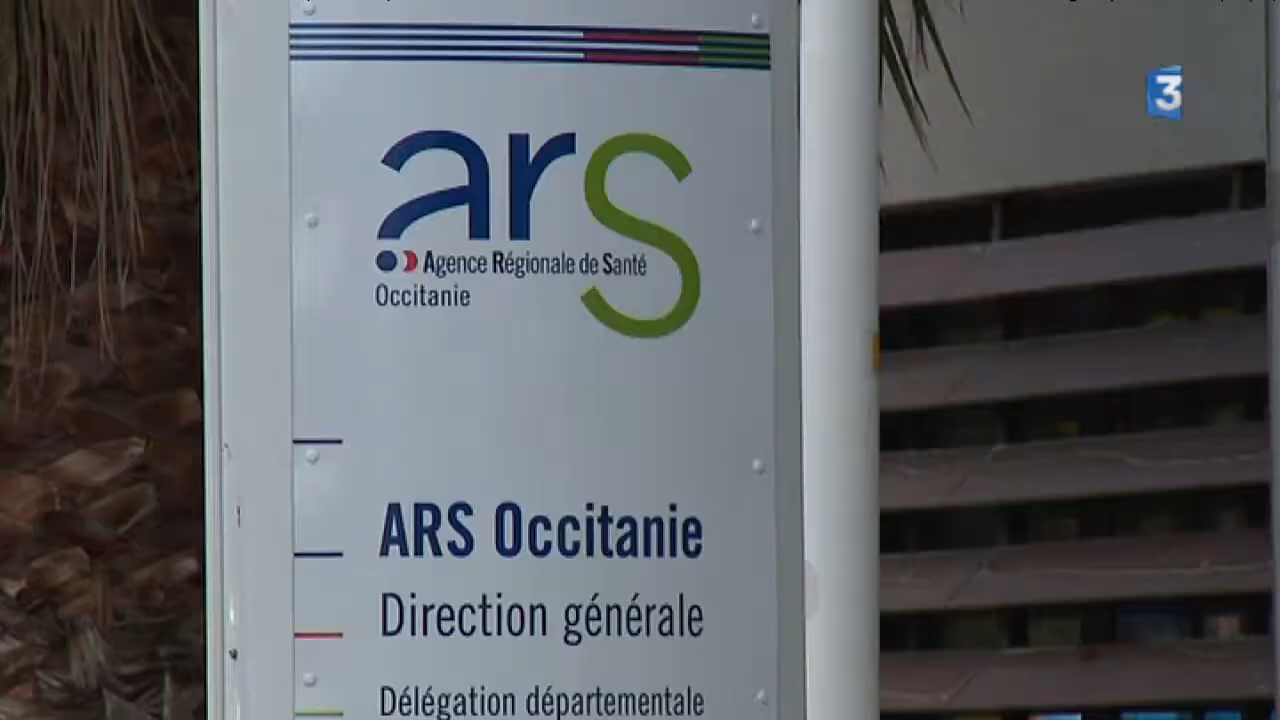 3
ars
Agence Régionale de Santé
Occitanie
ARS Occitanie
Direction générale
Délégation départementale